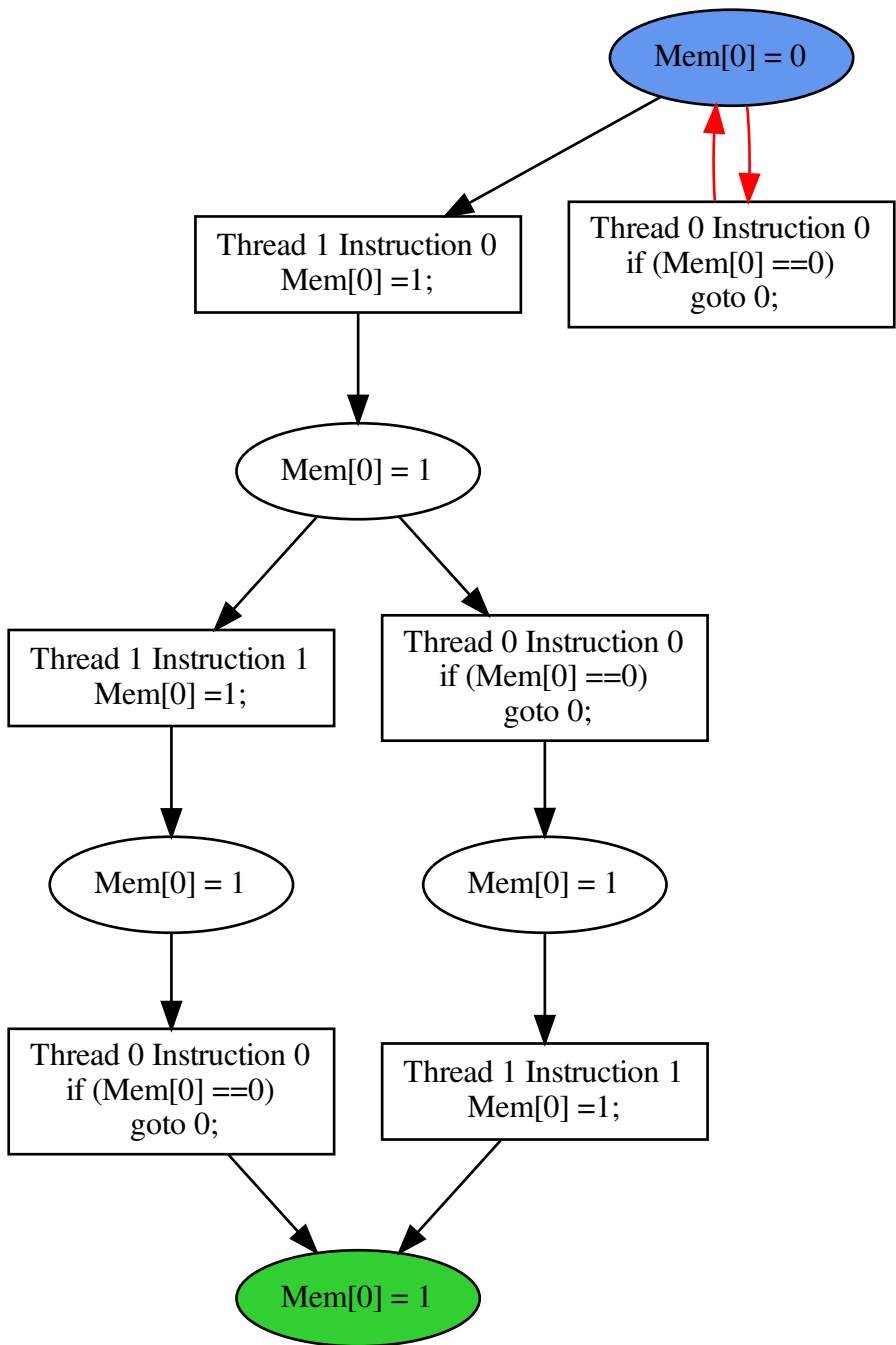 Mem[0] = 0
Thread 1 Instruction 0
Mem[0] =1;
Thread 0 Instruction 0
if (Mem[0] ==0)
goto 0;
Mem[0] = 1
Thread 1 Instruction 1
Mem[0] =1;
Thread 0 Instruction 0
if (Mem[0] ==0)
goto 0;
Mem[0] = 1
Mem[0] = 1
Thread 0 Instruction 0
if (Mem[0] ==0)
goto 0;
Thread 1 Instruction 1
Mem[0] =1;
Mem[0] = 1